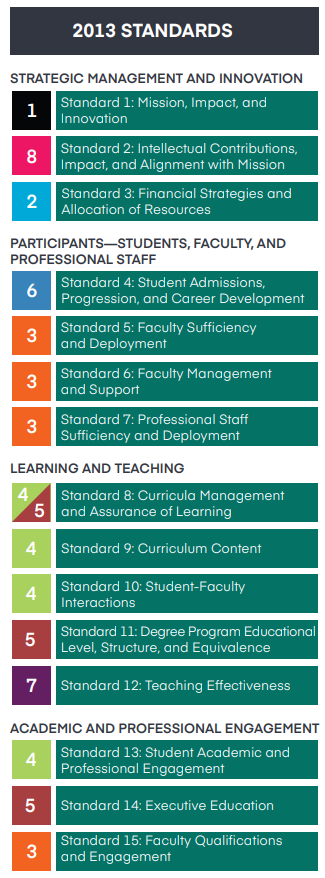 2013 STANDARDS
STRATEGIC MANAGEMENT AND INNOVATION
1
Standard 1: Mission, Impact, and
Innovation
8
Standard 2: Intellectual Contributions,
Impact, and Alignment with Mission
2
Standard 3: Financial Strategies and
Allocation of Resources
PARTICIPANTS—STUDENTS, FACULTY, AND
PROFESSIONAL STAFF
6
Standard 4: Student Admissions,
Progression, and Career Development
3
Standard 5: Faculty Sufficiency
and Deployment
3
Standard 6: Faculty Management
and Support
3
Standard 7: Professional Staff
Sufficiency and Deployment
LEARNING AND TEACHING
4
5
Standard 8: Curricula Management
and Assurance of Learning
4
Standard 9: Curriculum Content
4
Standard 10: Student-Faculty
Interactions
5
Standard 11: Degree Program Educational
Level, Structure, and Equivalence
7
Standard 12: Teaching Effectiveness
ACADEMIC AND PROFESSIONAL ENGAGEMENT
4
Standard 13: Student Academic and
Professional Engagement
5
Standard 14: Executive Education
3
Standard 15: Faculty Qualifications
and Engagement